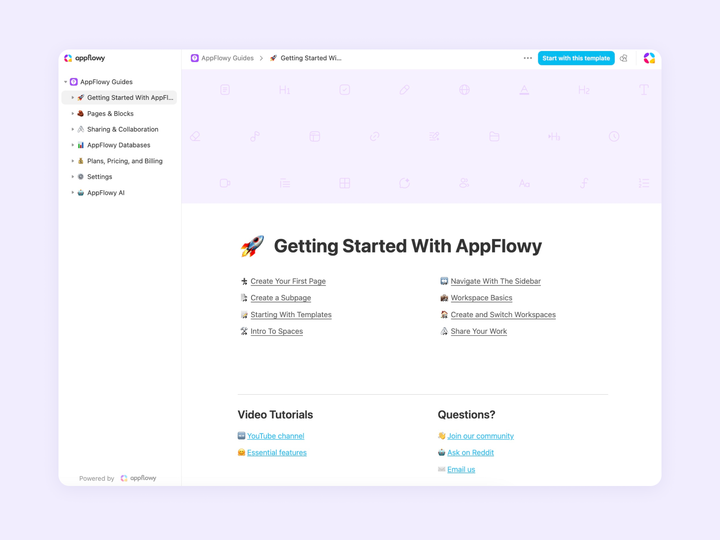 appflowy
AppFlowy Guides
Getting Started With AppFl...
Pages & Blocks
Sharing & Collaboration
AppFlowy Databases
Plans, Pricing, and Billing
Settings
AppFlowy AI
Powered by appflowy
AppFlowy Guides > Getting Started Wi... ••• Start with this template
H1
A
H2
T
Aa
Getting Started With AppFlowy
Create Your First Page
Create a Subpage
Starting With Templates
Intro To Spaces
Navigate With The Sidebar
Workspace Basics
Create and Switch Workspaces
Share Your Work
Video Tutorials
YouTube channel
Essential features
Questions?
Join our community
Ask on Reddit
Email us